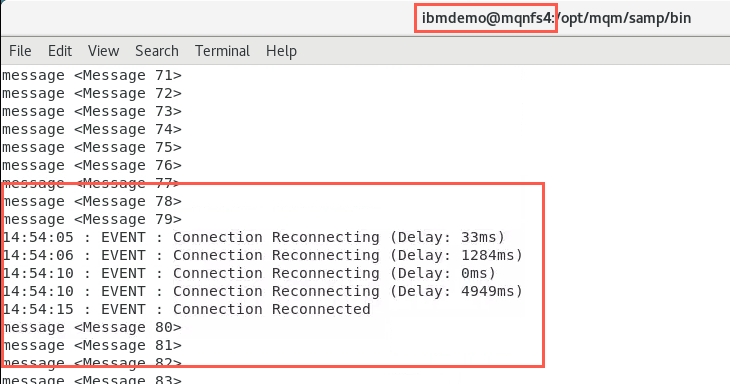 ibmdemo@mqnfs4:/opt/mqm/samp/bin
File Edit View Search Terminal Help
message <Message 71>
message <Message 72>
message <Message 73>
message <Message 74>
message <Message 75>
message <Message 76>
message <Message 77>
message <Message 78>
message <Message 79>
14:54:05 : EVENT : Connection Reconnecting (Delay: 33ms)
14:54:06 : EVENT : Connection Reconnecting (Delay: 1284ms)
14:54:10 : EVENT : Connection Reconnecting (Delay: 0ms)
14:54:10 : EVENT : Connection Reconnecting (Delay: 4949ms)
14:54:15 : EVENT : Connection Reconnected
message <Message 80>
message <Message 81>
message <Message 82>
message <Message 83>